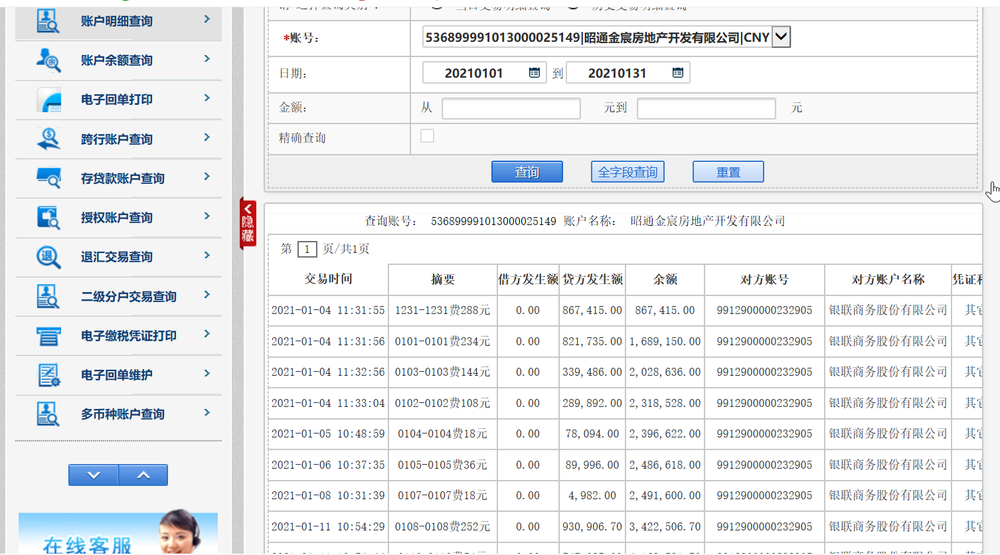 账户明细查询
账户余额查询
电子回单打印
跨行账户查询
存贷款账户查询
授权账户查询
退汇交易查询
二级分户交易查询
电子缴税凭证打印
电子回单维护
多币种账户查询
在线客服
隐藏
*账号:
536899991013000025149|昭通金宸房地产开发有限公司|CNY
日期: 20210101 到 20210131
金额: 从 元到 元
精确查询
查询 全字段查询 重置
查询账号: 536899991013000025149 账户名称: 昭通金宸房地产开发有限公司
第 1 页/共1页
交易时间 摘要 借方发生额 贷方发生额 余额 对方账号 对方账户名称 凭证
2021-01-04 11:31:55 1231-1231费288元 0.00 867,415.00 867,415.00 9912900000232905 银联商务股份有限公司 其
2021-01-04 11:31:56 0101-0101费234元 0.00 821,735.00 1,689,150.00 9912900000232905 银联商务股份有限公司 其
2021-01-04 11:32:56 0103-0103费144元 0.00 339,486.00 2,028,636.00 9912900000232905 银联商务股份有限公司 其
2021-01-04 11:33:04 0102-0102费108元 0.00 289,892.00 2,318,528.00 9912900000232905 银联商务股份有限公司 其
2021-01-05 10:48:59 0104-0104费18元 0.00 78,094.00 2,396,622.00 9912900000232905 银联商务股份有限公司 其
2021-01-06 10:37:35 0105-0105费36元 0.00 89,996.00 2,486,618.00 9912900000232905 银联商务股份有限公司 其
2021-01-08 10:31:39 0107-0107费18元 0.00 4,982.00 2,491,600.00 9912900000232905 银联商务股份有限公司 其
2021-01-11 10:54:29 0108-0108费252元 0.00 930,906.70 3,422,506.70 9912900000232905 银联商务股份有限公司 其